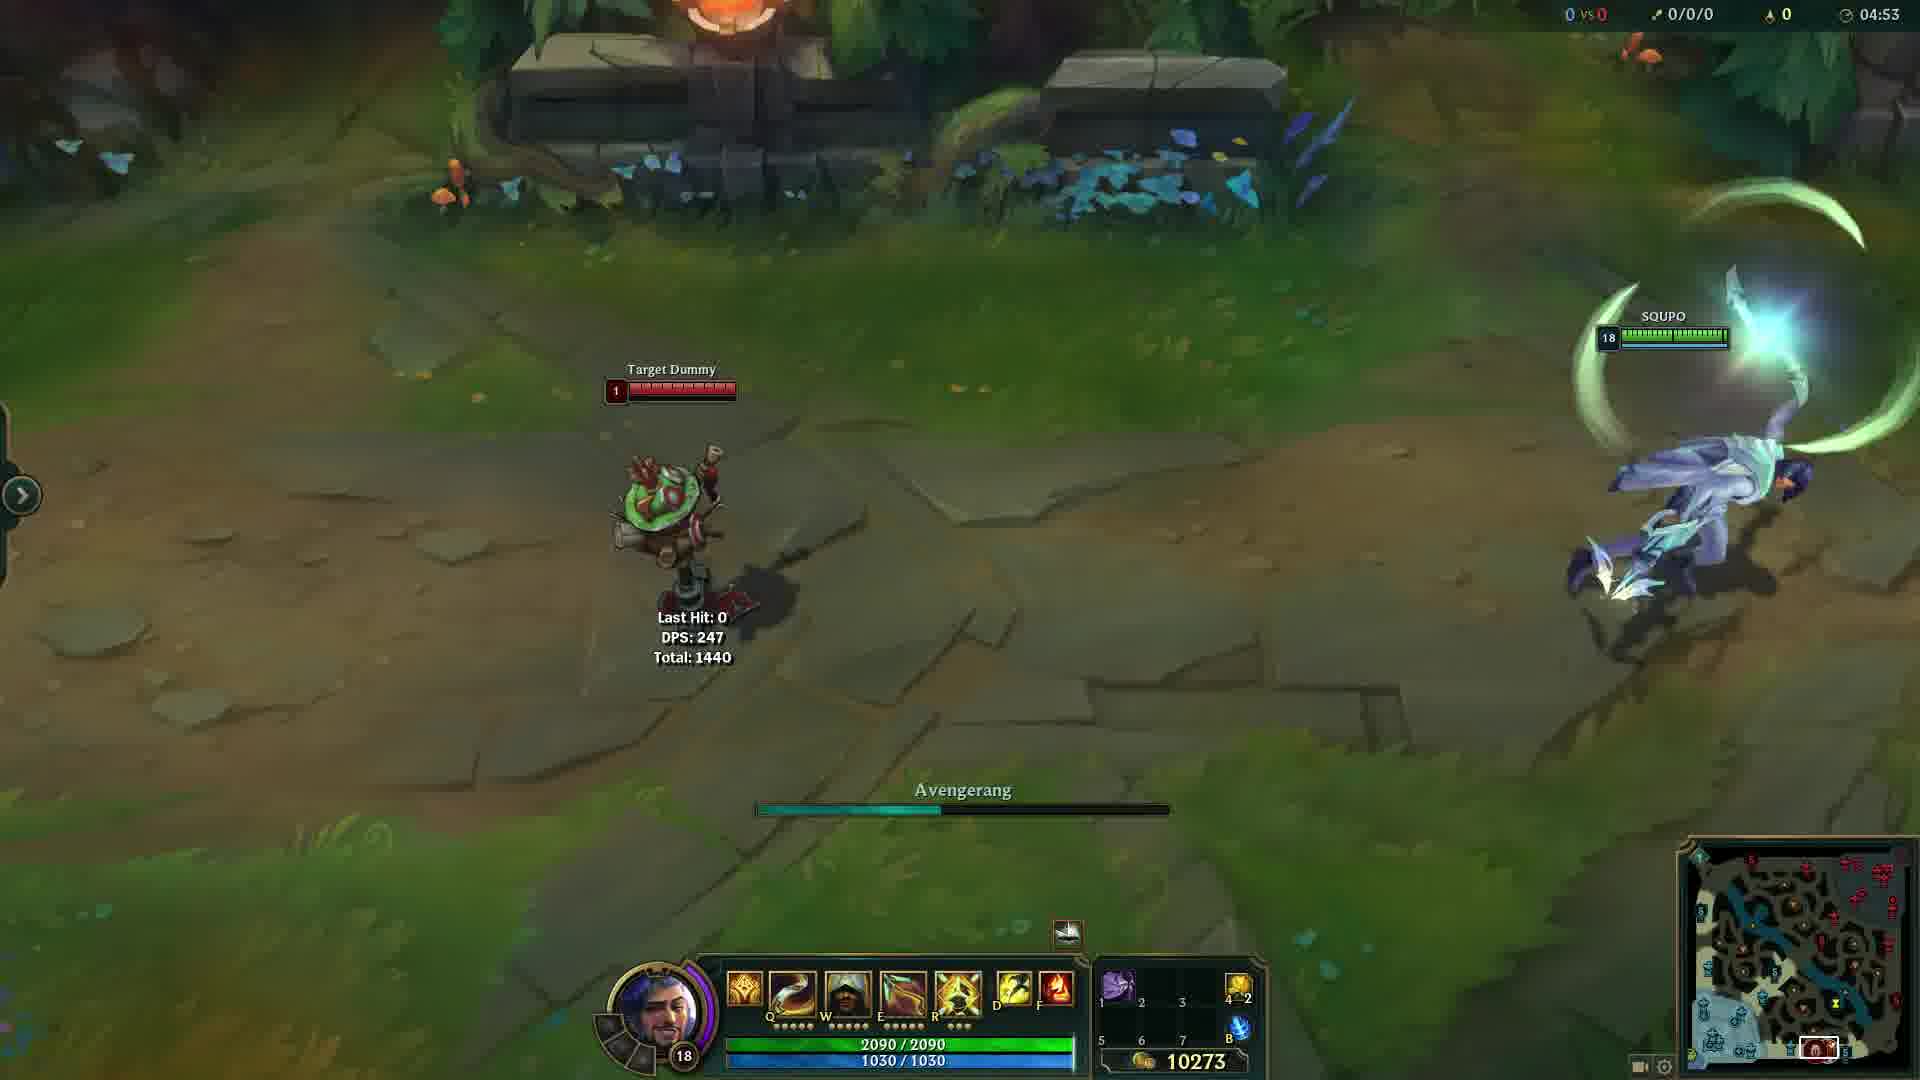 0 vs 0 0/0/0 0 04:53
SQUPO
18
Target Dummy
1
Last Hit: 0
DPS: 247
Total: 1440
Avengerang
Q W E R D F
18
2090 / 2090
1030 / 1030
1 2 3 4 2
5 6 7 B
10273